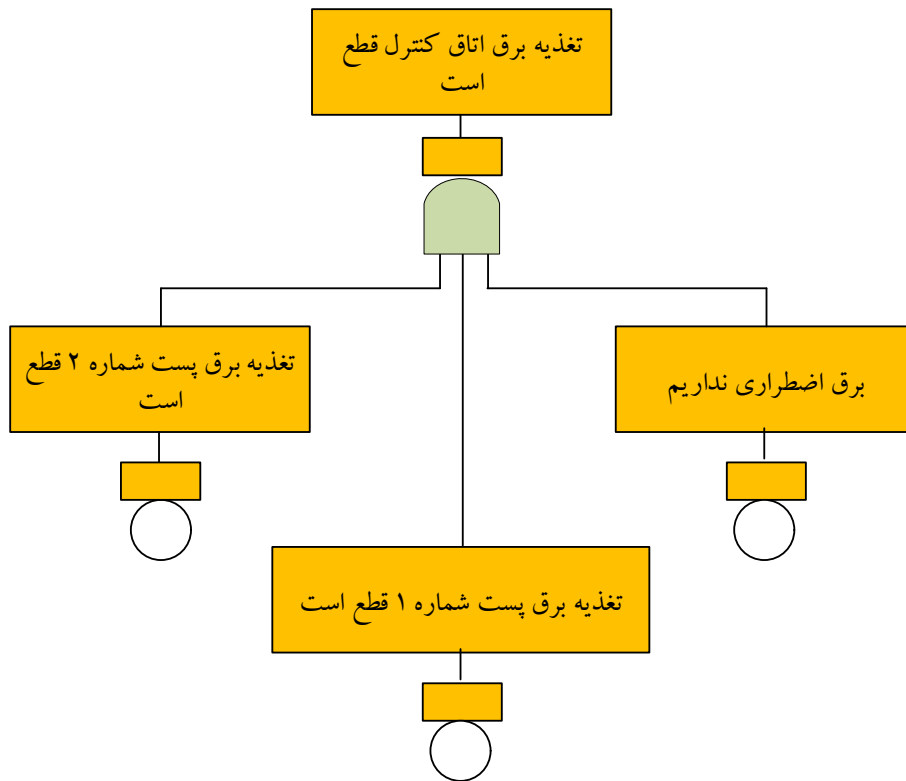 تغذیه برق اتاق کنترل قطع
است
برق اضطراری نداریم
تغذیه برق پست شماره ۲ قطع
است
تغذیه برق پست شماره ۱ قطع است